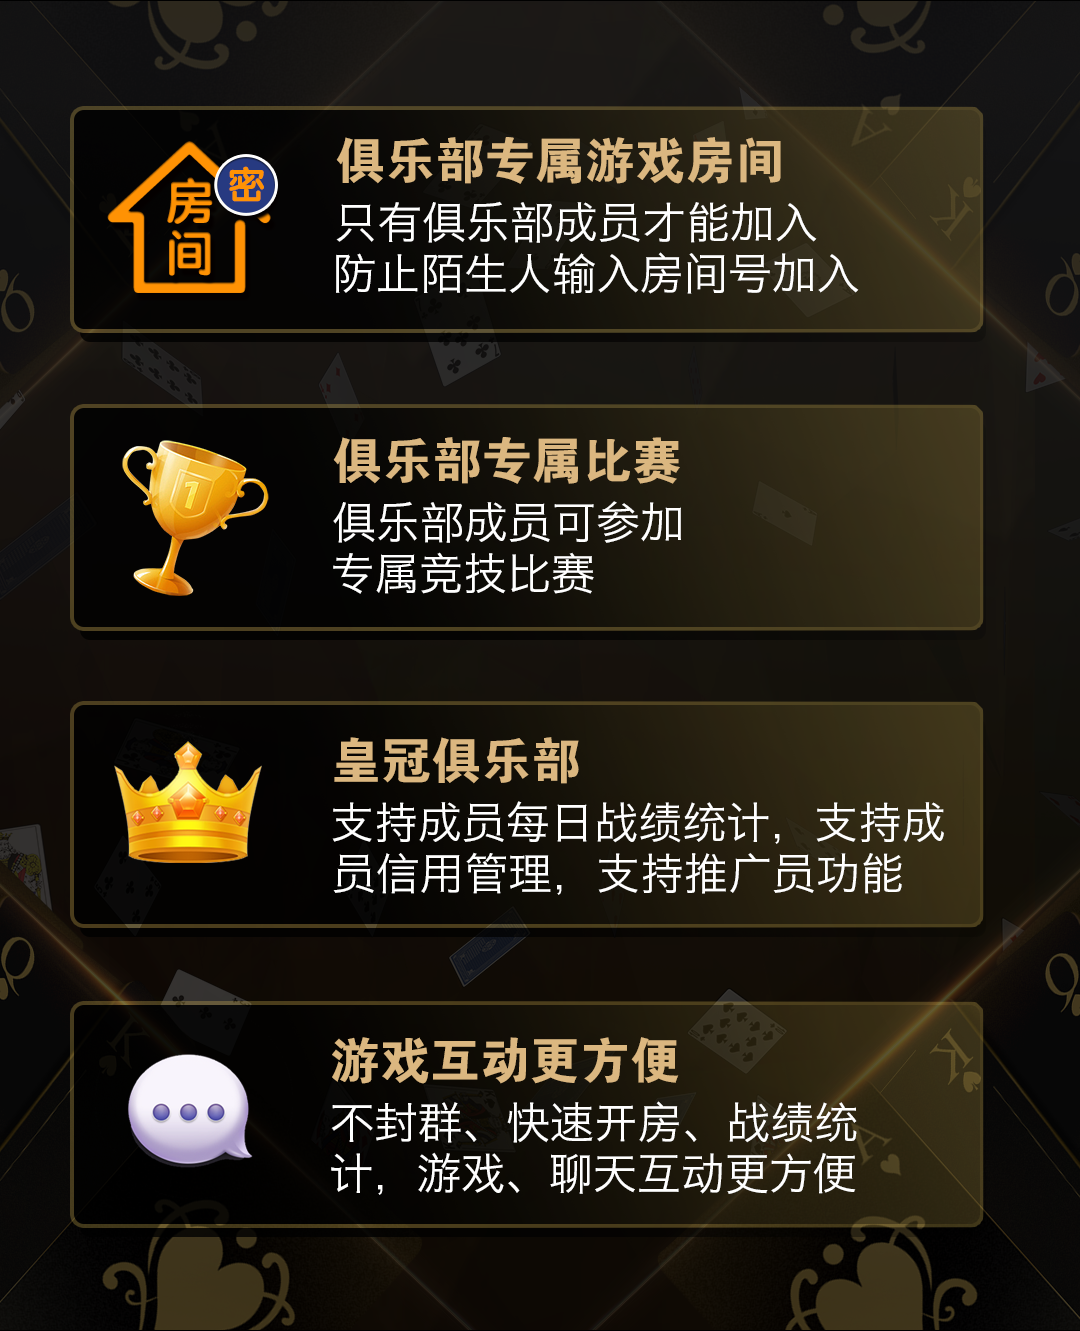 房间
密
俱乐部专属游戏房间
只有俱乐部成员才能加入
防止陌生人输入房间号加入
1
俱乐部专属比赛
俱乐部成员可参加
专属竞技比赛
皇冠俱乐部
支持成员每日战绩统计，支持成
员信用管理，支持推广员功能
游戏互动更方便
不封群、快速开房、战绩统
计，游戏、聊天互动更方便